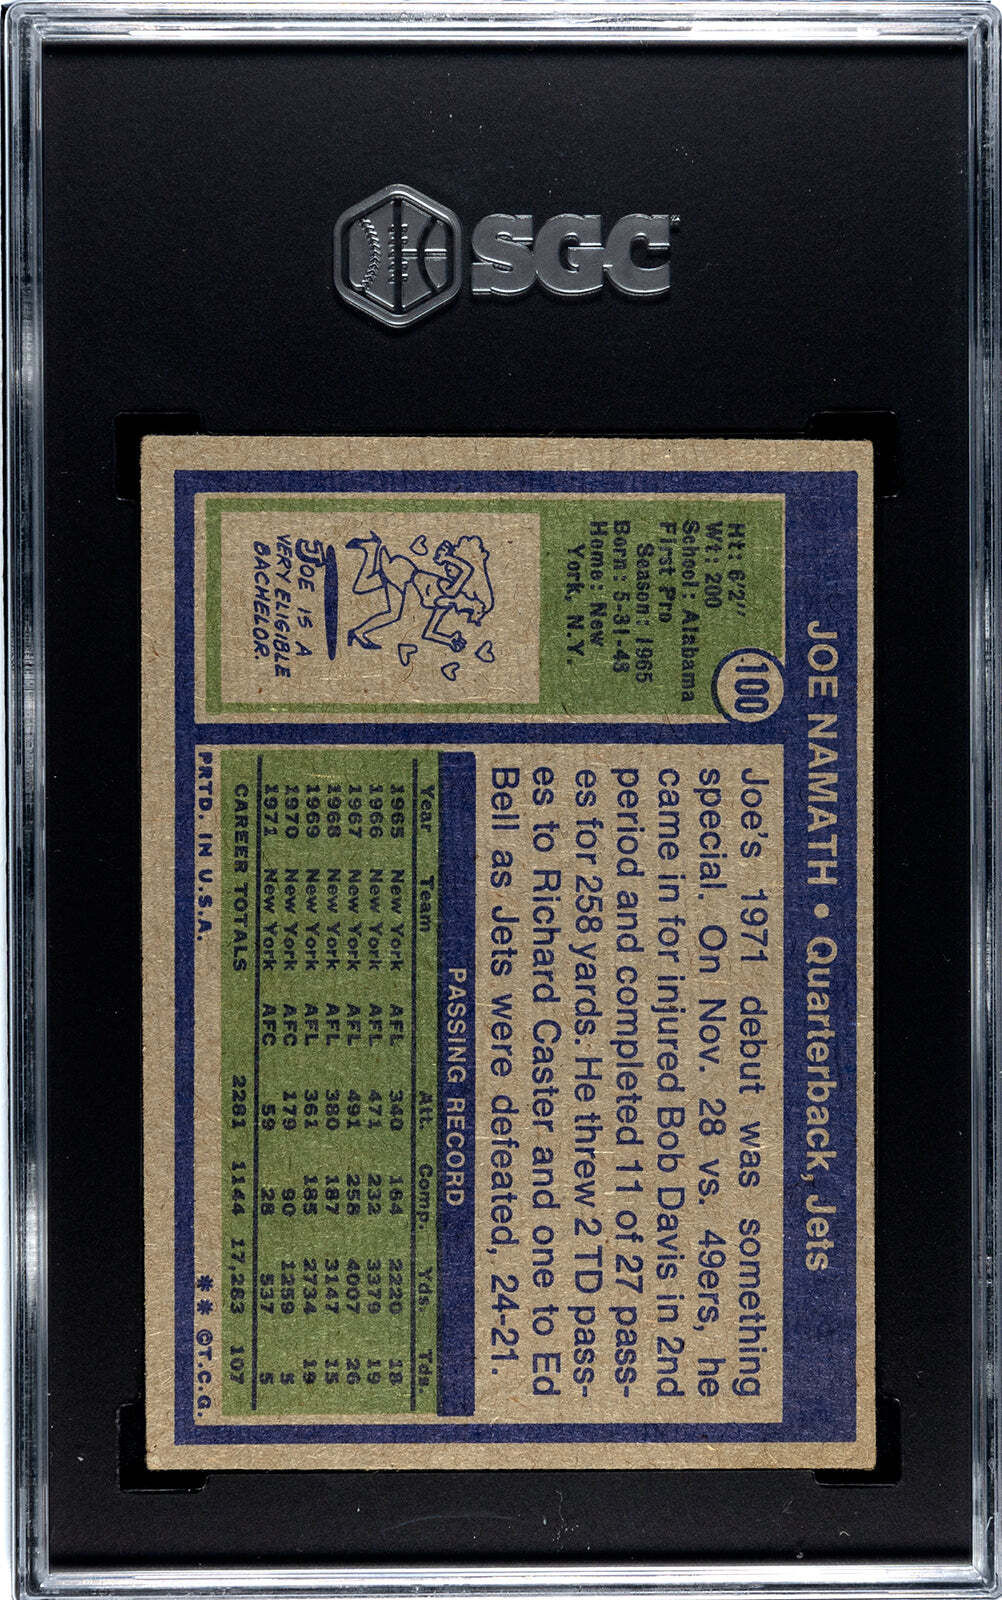 SGC
JOE NAMATH • Quarterback, Jets
100
Ht: 6'2"
Wt: 200
School: Alabama
First Pro
Season: 1965
Born: 5-31-43
Home: New
York, N.Y.
JOE IS A
VERY ELIGIBLE
BACHELOR.
Joe's 1971 debut was something
special. On Nov. 28 vs. 49ers, he
came in for injured Bob Davis in 2nd
period and completed 11 of 27 pass-
es for 258 yards. He threw 2 TD pass-
es to Richard Caster and one to Ed
Bell as Jets were defeated, 24-21.
PASSING RECORD
Year Team Att. Comp. Yds. Tds.
1965 New York AFL 340 164 2220 18
1966 New York AFL 471 232 3379 19
1967 New York AFL 491 258 4007 26
1968 New York AFL 380 187 3147 15
1969 New York AFL 361 185 2734 19
1970 New York AFC 179 90 1259 5
1971 New York AFC 59 28 537 5
CAREER TOTALS 2281 1144 17,283 107
PRTD. IN U.S.A. ** ©T.C.G.